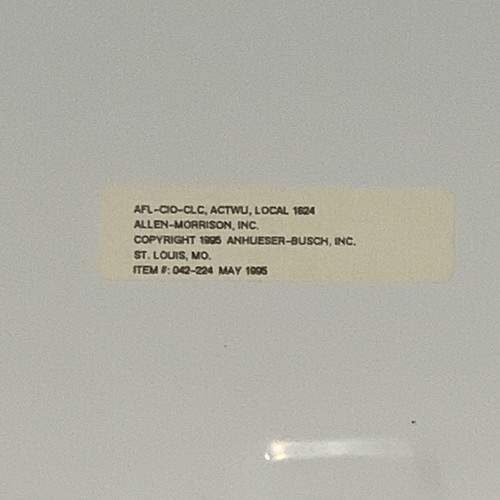 AFL-CIO-CLC, ACTWU, LOCAL 1624
ALLEN-MORRISON, INC.
COPYRIGHT 1995 ANHUESER-BUSCH, INC.
ST. LOUIS, MO.
ITEM #: 042-224 MAY 1995